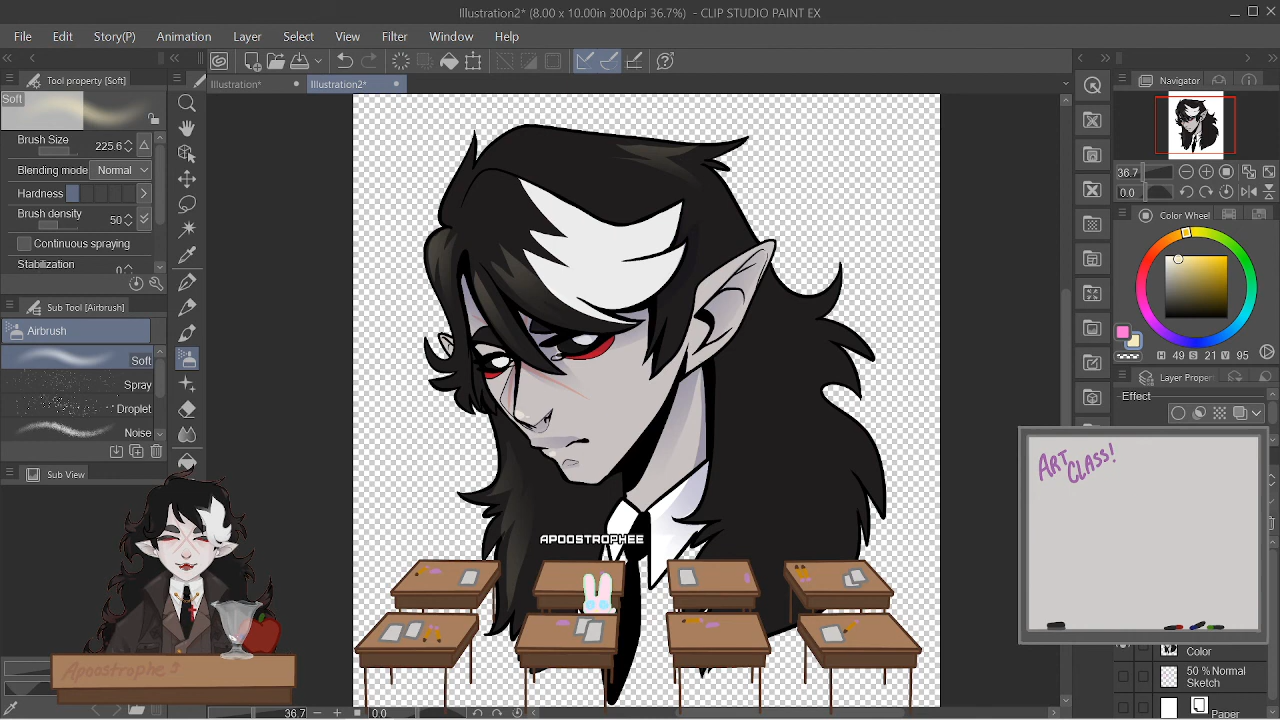 Illustration2* (8.00 x 10.00in 300dpi 36.7%)  - CLIP STUDIO PAINT EX
File Edit Story(P) Animation Layer Select View Filter Window Help
Tool property [Soft]
Illustration*
Illustration2*
Navigator
Soft
Brush Size 225.6
Blending mode Normal
Hardness
Brush density 50
Continuous spraying
Stabilization 0
36.7
0.0
Color Wheel
Sub Tool [Airbrush]
Airbrush
Soft
Spray
Droplet
Noise
H 49 S 21 V 95
Layer Proper
Effect
Sub View
ART CLASS!
APOOSTROPHEE
Apoostrophe
Color
50 % Normal
Sketch
Paper
36.7
0.0